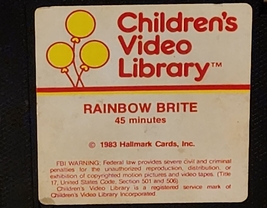 Children's
Video
Library™
RAINBOW BRITE
45 minutes
© 1983 Hallmark Cards, Inc.
FBI WARNING: Federal law provides severe civil and criminal
penalties for the unauthorized reproduction, distribution, or
exhibition of copyrighted motion pictures and video tapes. (Title
17, United States Code, Section 501 and 506).
Children's Video Library is a registered service mark of
Children's Video Library Incorporated